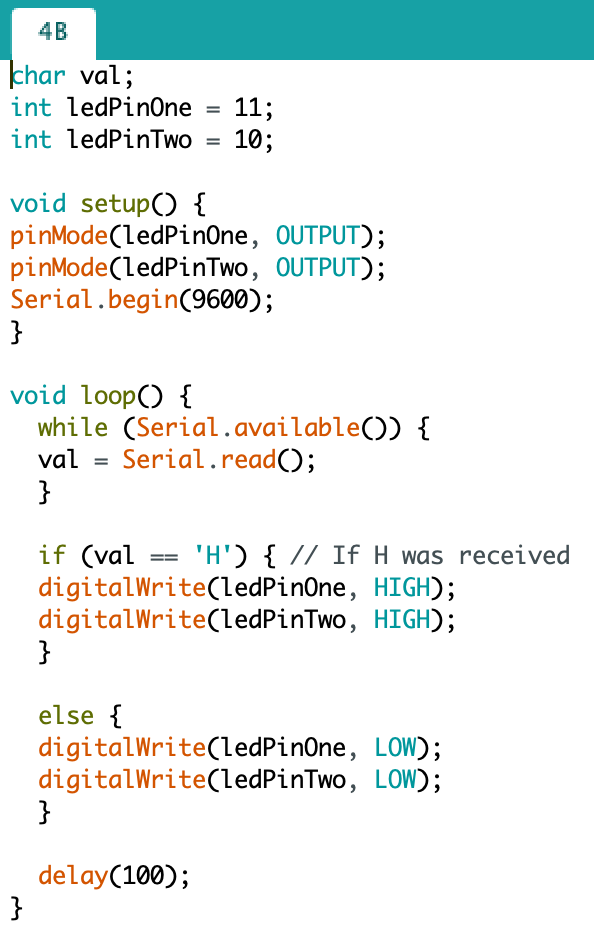 4B
char val;
int ledPinOne = 11;
int ledPinTwo = 10;
void setup() {
pinMode(ledPinOne, OUTPUT);
pinMode(ledPinTwo, OUTPUT);
Serial.begin(9600);
}
void loop() {
while (Serial.available()) {
val = Serial.read();
}
if (val == 'H') { // If H was received
digitalWrite(ledPinOne, HIGH);
digitalWrite(ledPinTwo, HIGH);
}
else {
digitalWrite(ledPinOne, LOW);
digitalWrite(ledPinTwo, LOW);
}
delay(100);
}